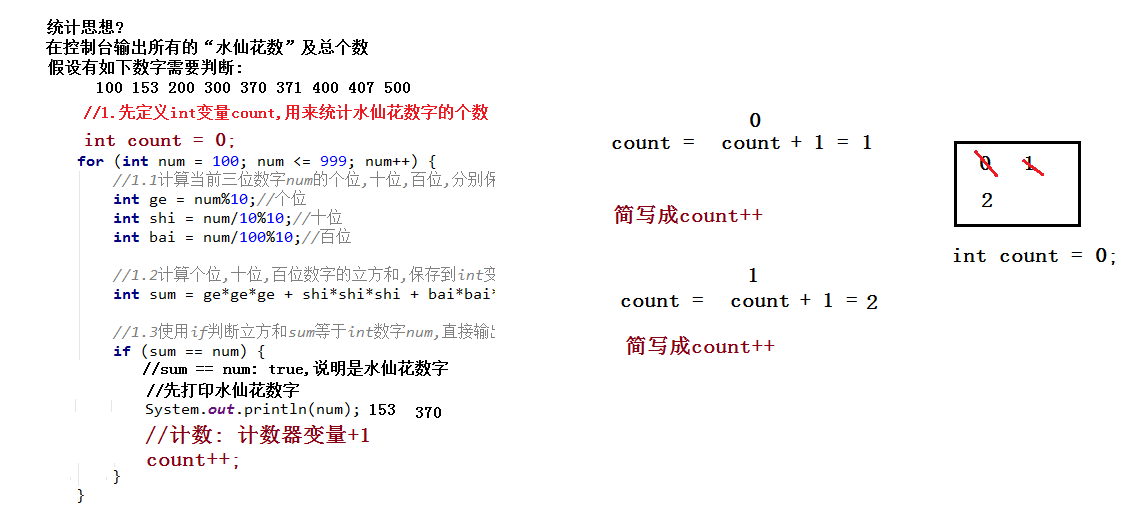 统计思想?
在控制台输出所有的“水仙花数”及总个数
假设有如下数字需要判断:
100 153 200 300 370 371 400 407 500
//1.先定义int变量count,用来统计水仙花数字的个数
int count = 0;
for (int num = 100; num <= 999; num++) {
//1.1计算当前三位数字num的个位,十位,百位,分别保
int ge = num%10;//个位
int shi = num/10%10;//十位
int bai = num/100%10;//百位
//1.2计算个位,十位,百位数字的立方和,保存到int变
int sum = ge*ge*ge + shi*shi*shi + bai*bai*
//1.3使用if判断立方和sum等于int数字num,直接输出
if (sum == num) {
//sum == num: true,说明是水仙花数字
//先打印水仙花数字
System.out.println(num); 153 370
//计数: 计数器变量+1
count++;
}
}
0
count = count + 1 = 1
简写成count++
1
count = count + 1 = 2
简写成count++
0 1
2
int count = 0;